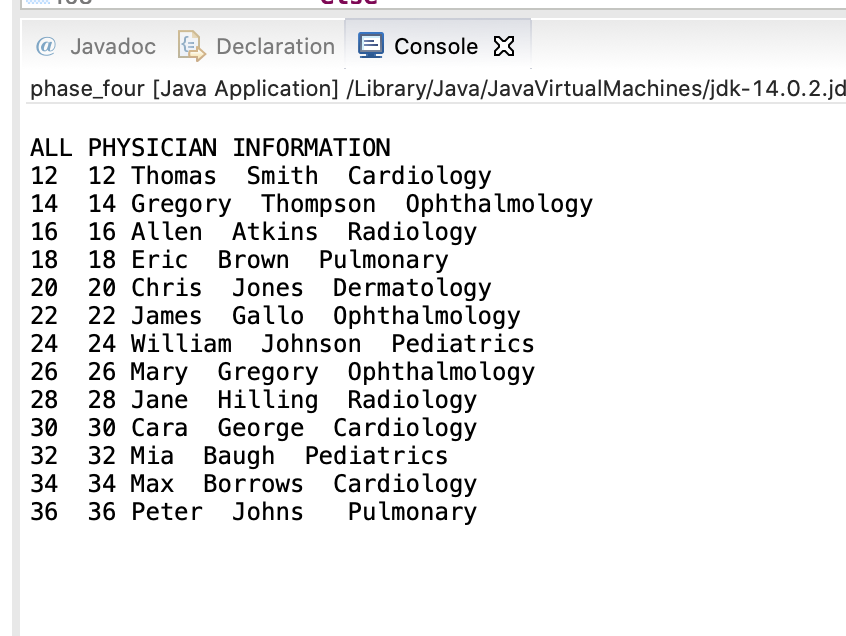 else
@ Javadoc Declaration Console
phase_four [Java Application] /Library/Java/JavaVirtualMachines/jdk-14.0.2.jd
ALL PHYSICIAN INFORMATION
12  12 Thomas  Smith  Cardiology
14  14 Gregory  Thompson  Ophthalmology
16  16 Allen  Atkins  Radiology
18  18 Eric  Brown  Pulmonary
20  20 Chris  Jones  Dermatology
22  22 James  Gallo  Ophthalmology
24  24 William  Johnson  Pediatrics
26  26 Mary  Gregory  Ophthalmology
28  28 Jane  Hilling  Radiology
30  30 Cara  George  Cardiology
32  32 Mia  Baugh  Pediatrics
34  34 Max  Borrows  Cardiology
36  36 Peter  Johns   Pulmonary